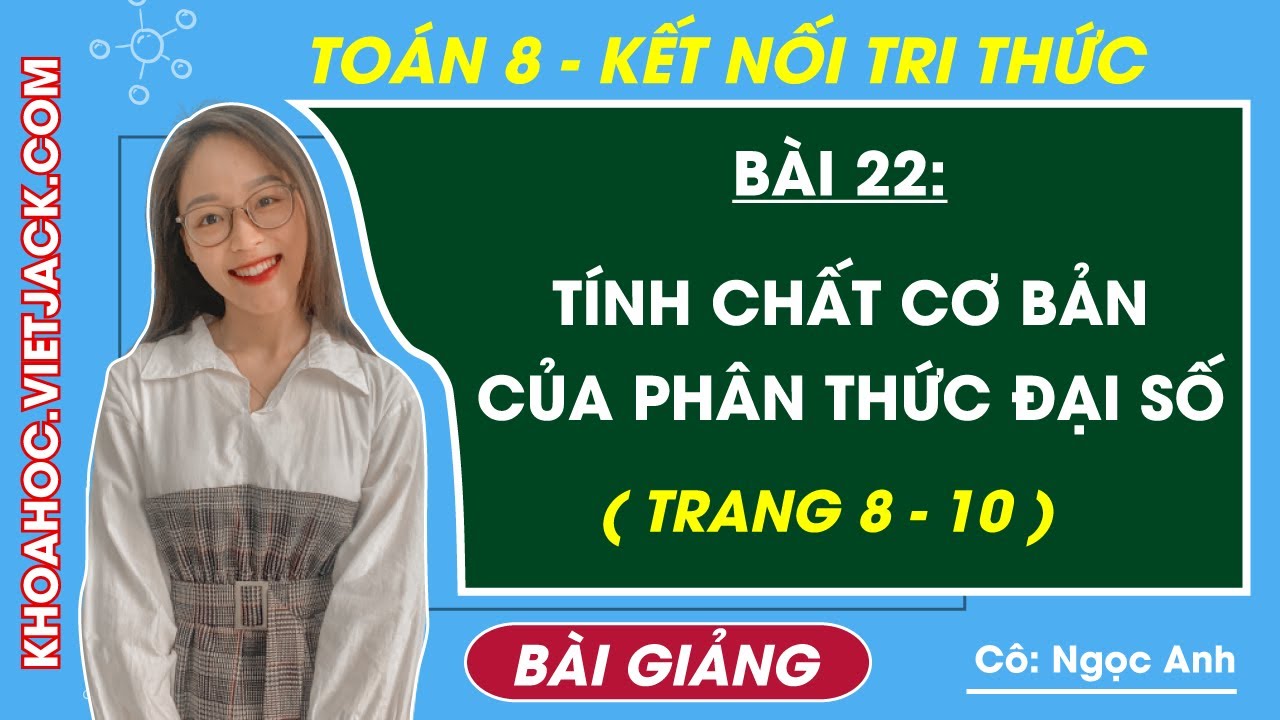 TOÁN 8 - KẾT NỐI TRI THỨC
KHOAHOC.VIETJACK.COM
BÀI 22:
TÍNH CHẤT CƠ BẢN
CỦA PHÂN THỨC ĐẠI SỐ
( TRANG 8 - 10 )
BÀI GIẢNG
Cô: Ngọc Anh